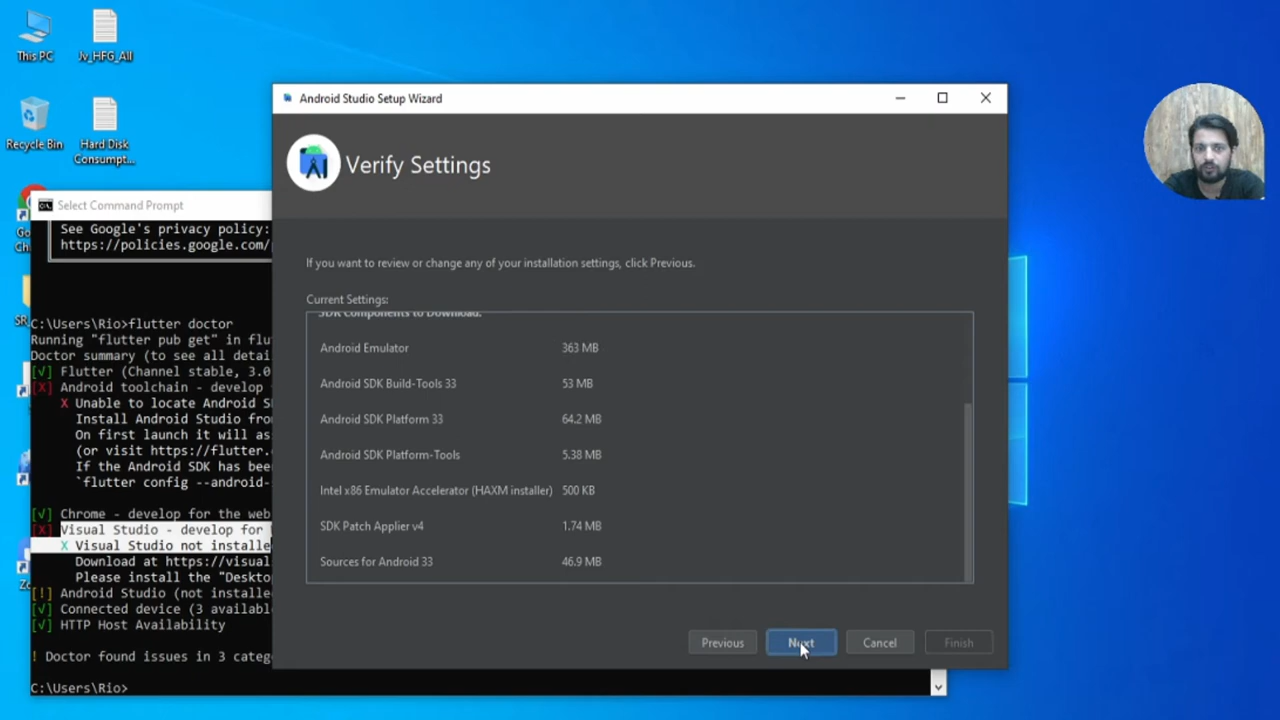 This PC
Jv_HFG_All
Recycle Bin
Hard Disk
Consumpt...
Android Studio Setup Wizard
Verify Settings
If you want to review or change any of your installation settings, click Previous.
Current Settings:
SDK Components to Download:
Android Emulator 363 MB
Android SDK Build-Tools 33 53 MB
Android SDK Platform 33 64.2 MB
Android SDK Platform-Tools 5.38 MB
Intel x86 Emulator Accelerator (HAXM installer) 500 KB
SDK Patch Applier v4 1.74 MB
Sources for Android 33 46.9 MB
Previous
Next
Cancel
Finish
Select Command Prompt
See Google's privacy policy:
https://policies.google.com/
C:\Users\Rio>flutter doctor
Running "flutter pub get" in flu
Doctor summary (to see all detai
[√] Flutter (Channel stable, 3.0
[X] Android toolchain - develop
X Unable to locate Android S
Install Android Studio fro
On first launch it will as
(or visit https://flutter.
If the Android SDK has bee
`flutter config --android-
[√] Chrome - develop for the web
[X] Visual Studio - develop for
X Visual Studio not installe
Download at https://visual
Please install the "Deskto
[!] Android Studio (not installe
[√] Connected device (3 availabl
[√] HTTP Host Availability
! Doctor found issues in 3 categ
C:\Users\Rio>